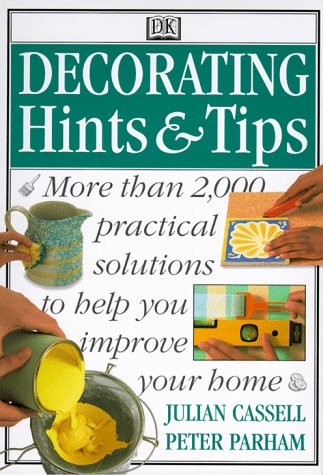 DK
DECORATING
Hints & Tips
More than 2,000
practical
solutions
to help you
improve
your home
JULIAN CASSELL
PETER PARHAM